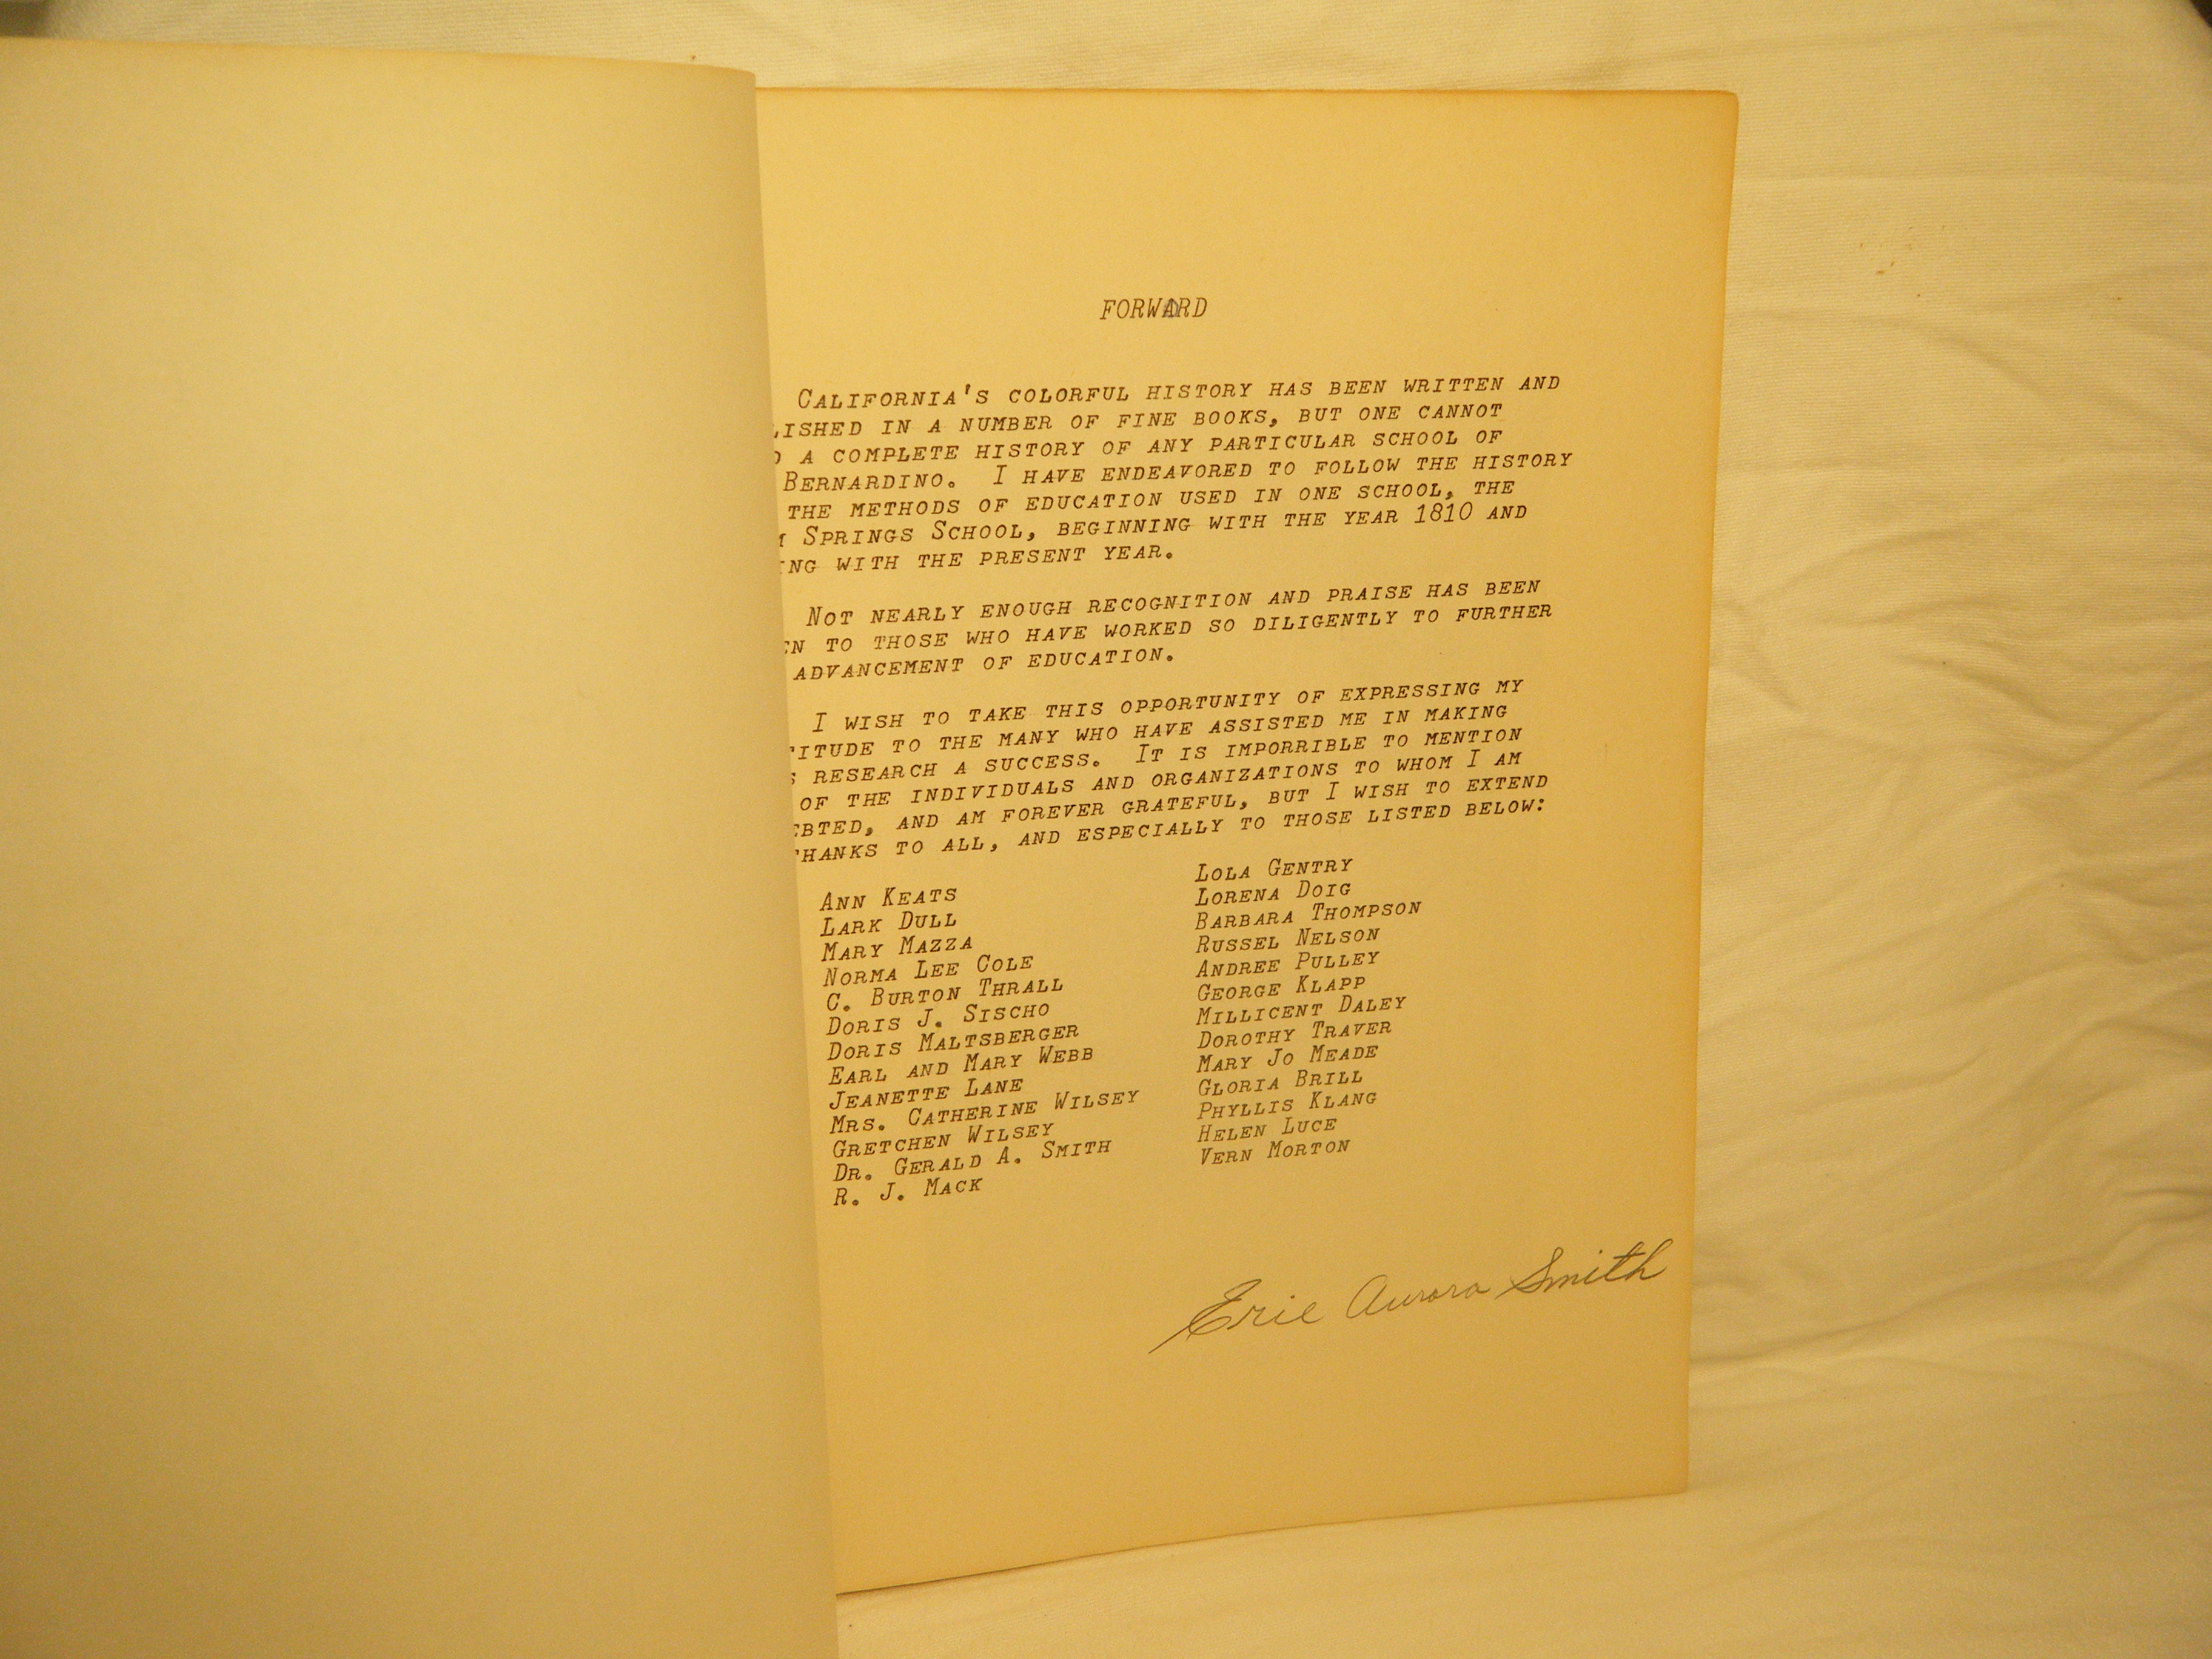 FORWARD
CALIFORNIA'S COLORFUL HISTORY HAS BEEN WRITTEN AND
LISHED IN A NUMBER OF FINE BOOKS, BUT ONE CANNOT
D A COMPLETE HISTORY OF ANY PARTICULAR SCHOOL OF
BERNARDINO. I HAVE ENDEAVORED TO FOLLOW THE HISTORY
THE METHODS OF EDUCATION USED IN ONE SCHOOL, THE
M SPRINGS SCHOOL, BEGINNING WITH THE YEAR 1810 AND
ING WITH THE PRESENT YEAR.
NOT NEARLY ENOUGH RECOGNITION AND PRAISE HAS BEEN
EN TO THOSE WHO HAVE WORKED SO DILIGENTLY TO FURTHER
ADVANCEMENT OF EDUCATION.
I WISH TO TAKE THIS OPPORTUNITY OF EXPRESSING MY
TITUDE TO THE MANY WHO HAVE ASSISTED ME IN MAKING
S RESEARCH A SUCCESS. IT IS IMPORRIBLE TO MENTION
OF THE INDIVIDUALS AND ORGANIZATIONS TO WHOM I AM
EBTED, AND AM FOREVER GRATEFUL, BUT I WISH TO EXTEND
THANKS TO ALL, AND ESPECIALLY TO THOSE LISTED BELOW:
ANN KEATS
LARK DULL
MARY MAZZA
NORMA LEE COLE
C. BURTON THRALL
DORIS J. SISCHO
DORIS MALTSBERGER
EARL AND MARY WEBB
JEANETTE LANE
MRS. CATHERINE WILSEY
GRETCHEN WILSEY
DR. GERALD A. SMITH
R. J. MACK
LOLA GENTRY
LORENA DOIG
BARBARA THOMPSON
RUSSEL NELSON
ANDREE PULLEY
GEORGE KLAPP
MILLICENT DALEY
DOROTHY TRAVER
MARY JO MEADE
GLORIA BRILL
PHYLLIS KLANG
HELEN LUCE
VERN MORTON
Erie Aurora Smith